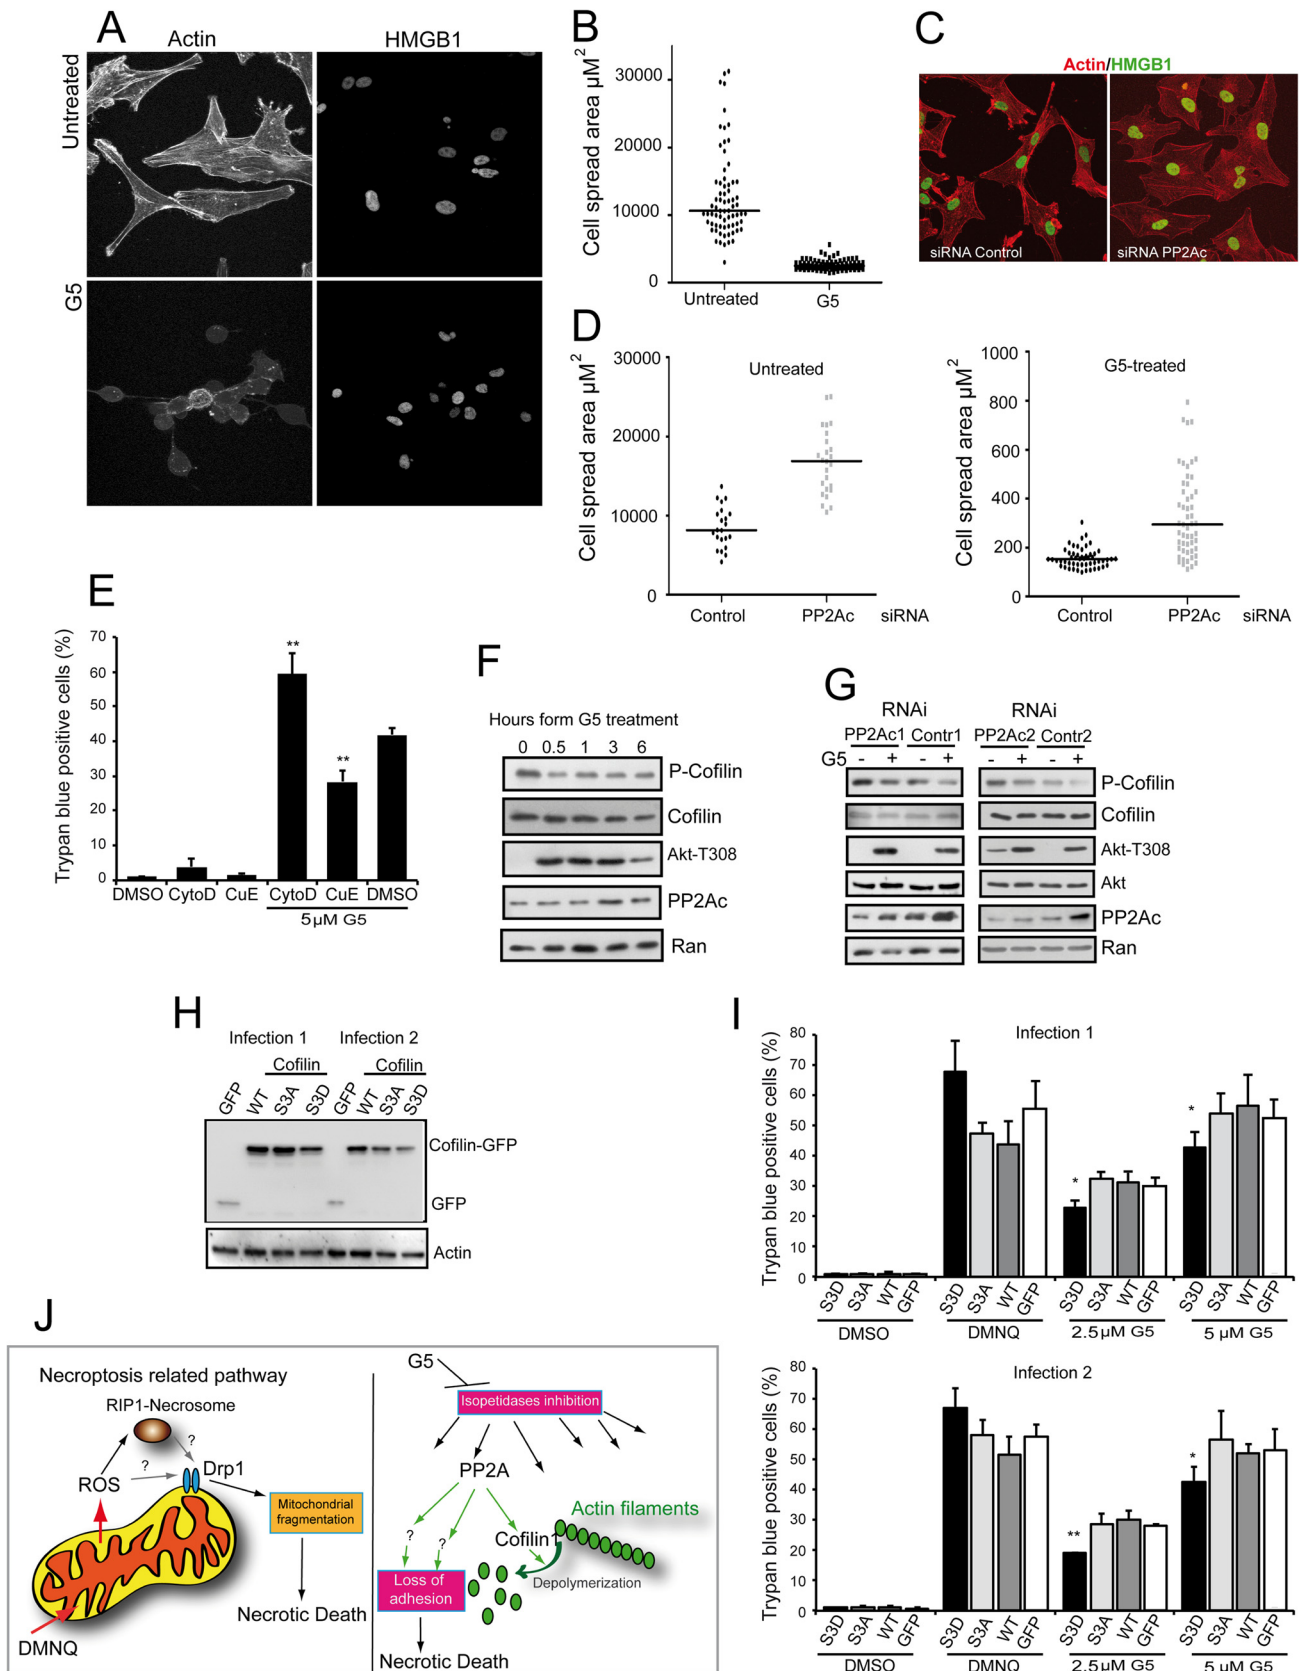 A
Actin
HMGB1
Untreated
G5
B
Cell spread area µM²
30000
20000
10000
0
Untreated
G5
C
Actin/HMGB1
siRNA Control
siRNA PP2Ac
D
Cell spread area µM²
30000
20000
10000
0
Untreated
Control
PP2Ac
siRNA
Cell spread area µM²
1000
800
600
400
200
0
G5-treated
Control
PP2Ac
siRNA
E
Trypan blue positive cells (%)
70
60
50
40
30
20
10
0
**
**
DMSO CytoD CuE CytoD CuE DMSO
5µM G5
F
Hours form G5 treatment
0 0.5 1 3 6
P-Cofilin
Cofilin
Akt-T308
PP2Ac
Ran
G
RNAi RNAi
PP2Ac1 Contr1 PP2Ac2 Contr2
G5 - + - + - + - +
P-Cofilin
Cofilin
Akt-T308
Akt
PP2Ac
Ran
H
Infection 1 Infection 2
Cofilin Cofilin
GFP WT S3A S3D GFP WT S3A S3D
Cofilin-GFP
GFP
Actin
I
Infection 1
Trypan blue positive cells (%)
80
70
60
50
40
30
20
10
0
*
*
S3D S3A WT GFP S3D S3A WT GFP S3D S3A WT GFP S3D S3A WT GFP
DMSO DMNQ 2.5µM G5 5 µM G5
Infection 2
Trypan blue positive cells (%)
80
70
60
50
40
30
20
10
0
**
*
S3D S3A WT GFP S3D S3A WT GFP S3D S3A WT GFP S3D S3A WT GFP
DMSO DMNQ 2.5µM G5 5 µM G5
J
Necroptosis related pathway
RIP1-Necrosome
?
?
ROS
Drp1
Mitochondrial
fragmentation
Necrotic Death
DMNQ
G5
Isopetidases inhibition
PP2A
?
?
Cofilin1
Actin filaments
Depolymerization
Loss of
adhesion
Necrotic Death